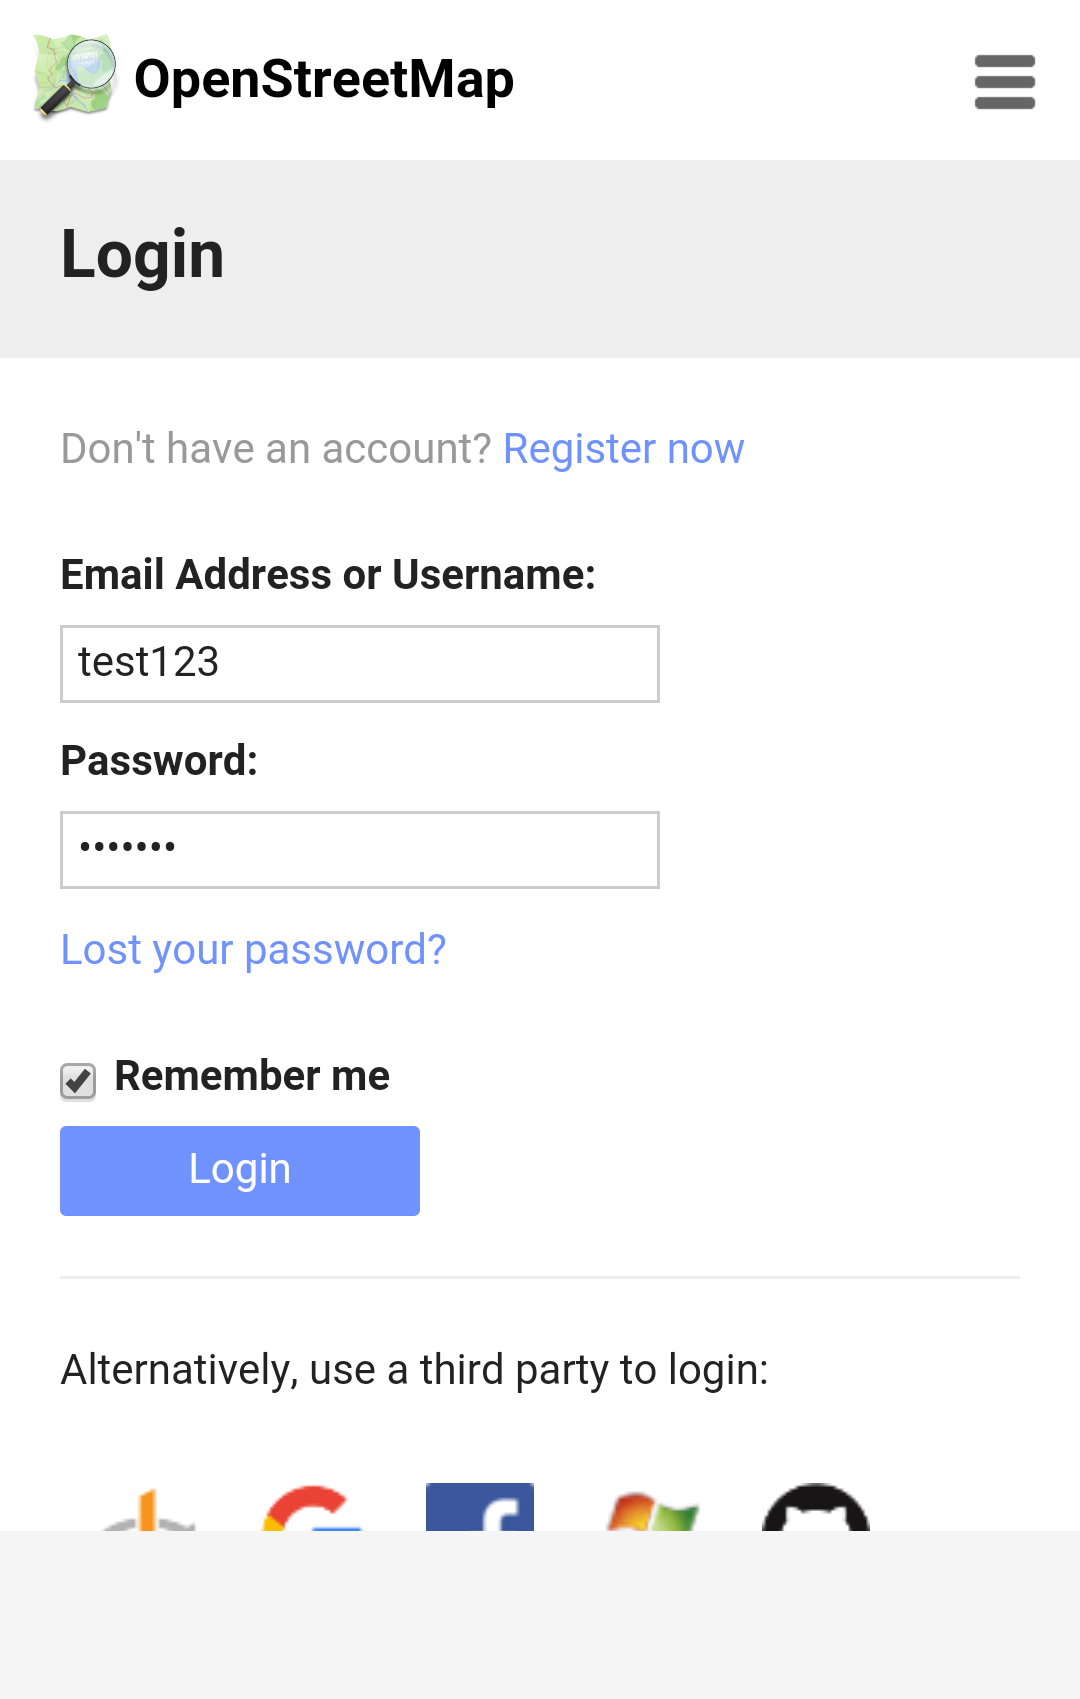 OpenStreetMap
Login
Don't have an account? Register now
Email Address or Username:
test123
Password:
•••••••
Lost your password?
Remember me
Login
Alternatively, use a third party to login: